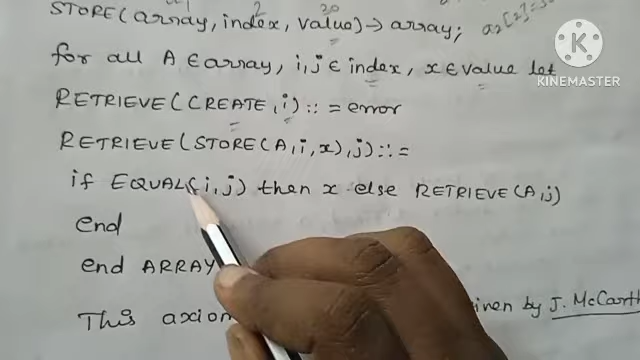 STORE(array, index, value) → array;
for all A ∈ array, i, j ∈ index, x ∈ value let
RETRIEVE(CREATE, i) ::= error
RETRIEVE(STORE(A, i, x), j) ::=
if EQUAL(i, j) then x else RETRIEVE(A, j)
end
end ARRAY
This by J. McCarth
KINEMASTER